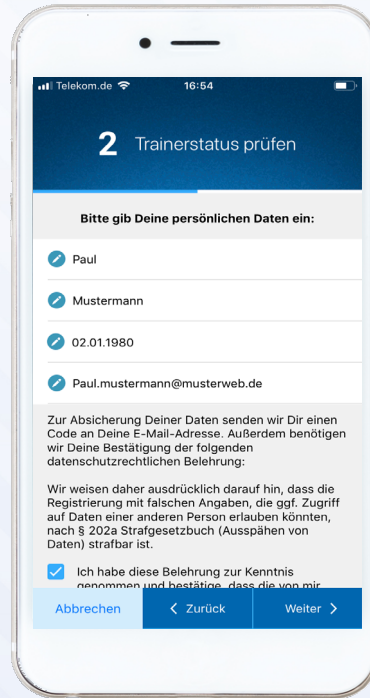 Telekom.de 16:54
2 Trainerstatus prüfen
Bitte gib Deine persönlichen Daten ein:
Paul
Mustermann
02.01.1980
Paul.mustermann@musterweb.de
Zur Absicherung Deiner Daten senden wir Dir einen
Code an Deine E-Mail-Adresse. Außerdem benötigen
wir Deine Bestätigung der folgenden
datenschutzrechtlichen Belehrung:
Wir weisen daher ausdrücklich darauf hin, dass die
Registrierung mit falschen Angaben, die ggf. Zugriff
auf Daten einer anderen Person erlauben könnten,
nach § 202a Strafgesetzbuch (Ausspähen von
Daten) strafbar ist.
Ich habe diese Belehrung zur Kenntnis
genommen und bestätige, dass die von mir
Abbrechen Zurück Weiter